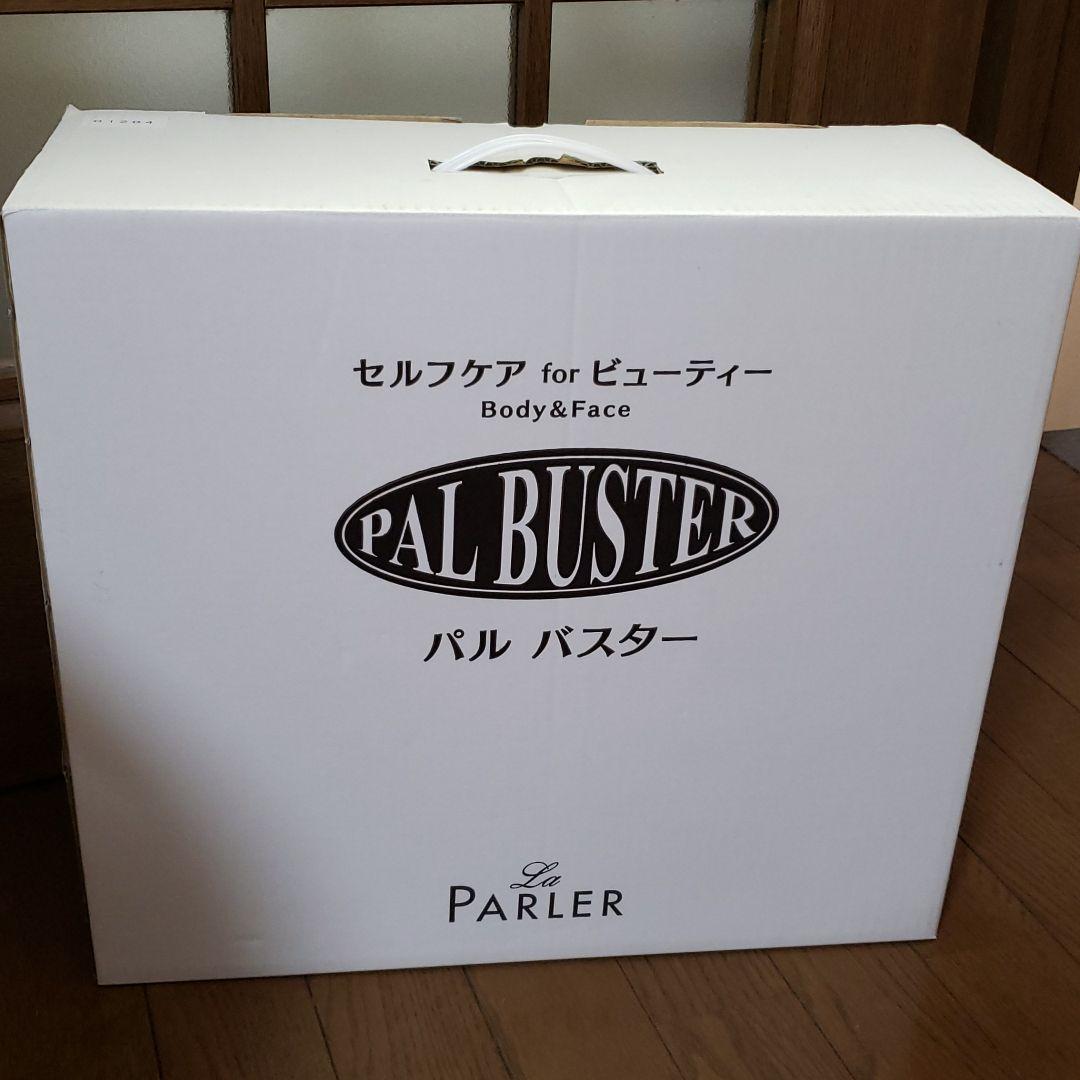 01204
セルフケア for ビューティー
Body&Face
PAL BUSTER
パル バスター
La
PARLER